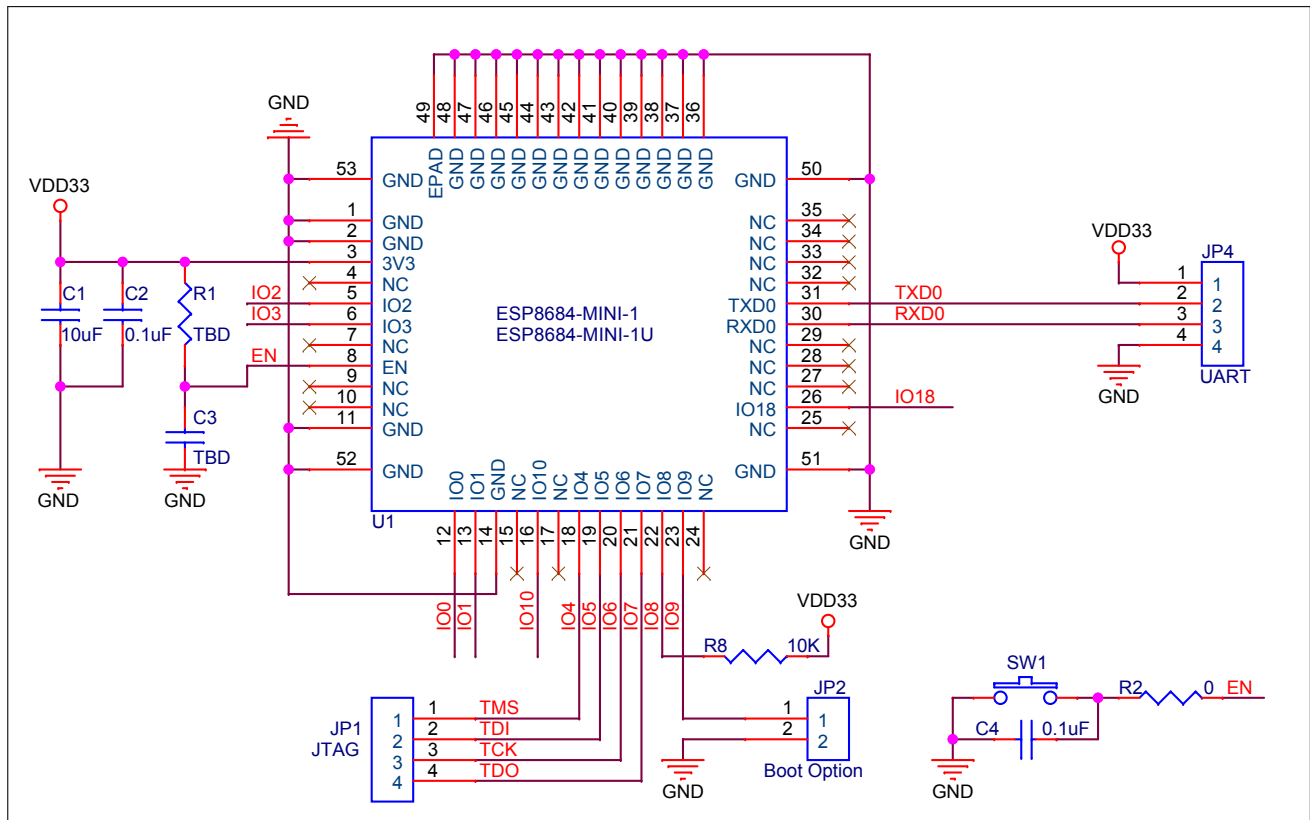 49 48 47 46 45 44 43 42 41 40 39 38 37 36
EPAD GND GND GND GND GND GND GND GND GND GND GND GND GND
GND
VDD33
53 GND
1 GND
2 GND
3 3V3
4 NC
IO2 5 IO2
IO3 6 IO3
7 NC
EN 8 EN
9 NC
10 NC
11 GND
52 GND
C1
10uF
C2
0.1uF
R1
TBD
C3
TBD
GND
GND
ESP8684-MINI-1
ESP8684-MINI-1U
U1
GND 50
NC 35
NC 34
NC 33
NC 32
TXD0 31 TXD0
RXD0 30 RXD0
NC 29
NC 28
NC 27
IO18 26 IO18
NC 25
GND 51
GND
VDD33
JP4
1 1
2 2
3 3
4 4
UART
GND
IO0 IO1 GND NC IO10 NC IO4 IO5 IO6 IO7 IO8 IO9 NC
12 13 14 15 16 17 18 19 20 21 22 23 24
IO0 IO1 IO10 IO4 IO5 IO6 IO7 IO8 IO9
VDD33
R8 10K
JP1
JTAG
1 1 TMS
2 2 TDI
3 3 TCK
4 4 TDO
JP2
1 1
2 2
Boot Option
GND
SW1
R2 0 EN
C4 0.1uF
GND